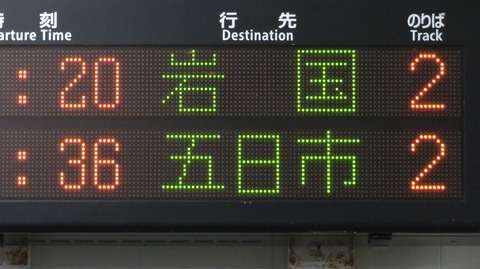 時刻 行先 のりば
arture Time Destination Track
:20 岩国 2
:36 五日市 2